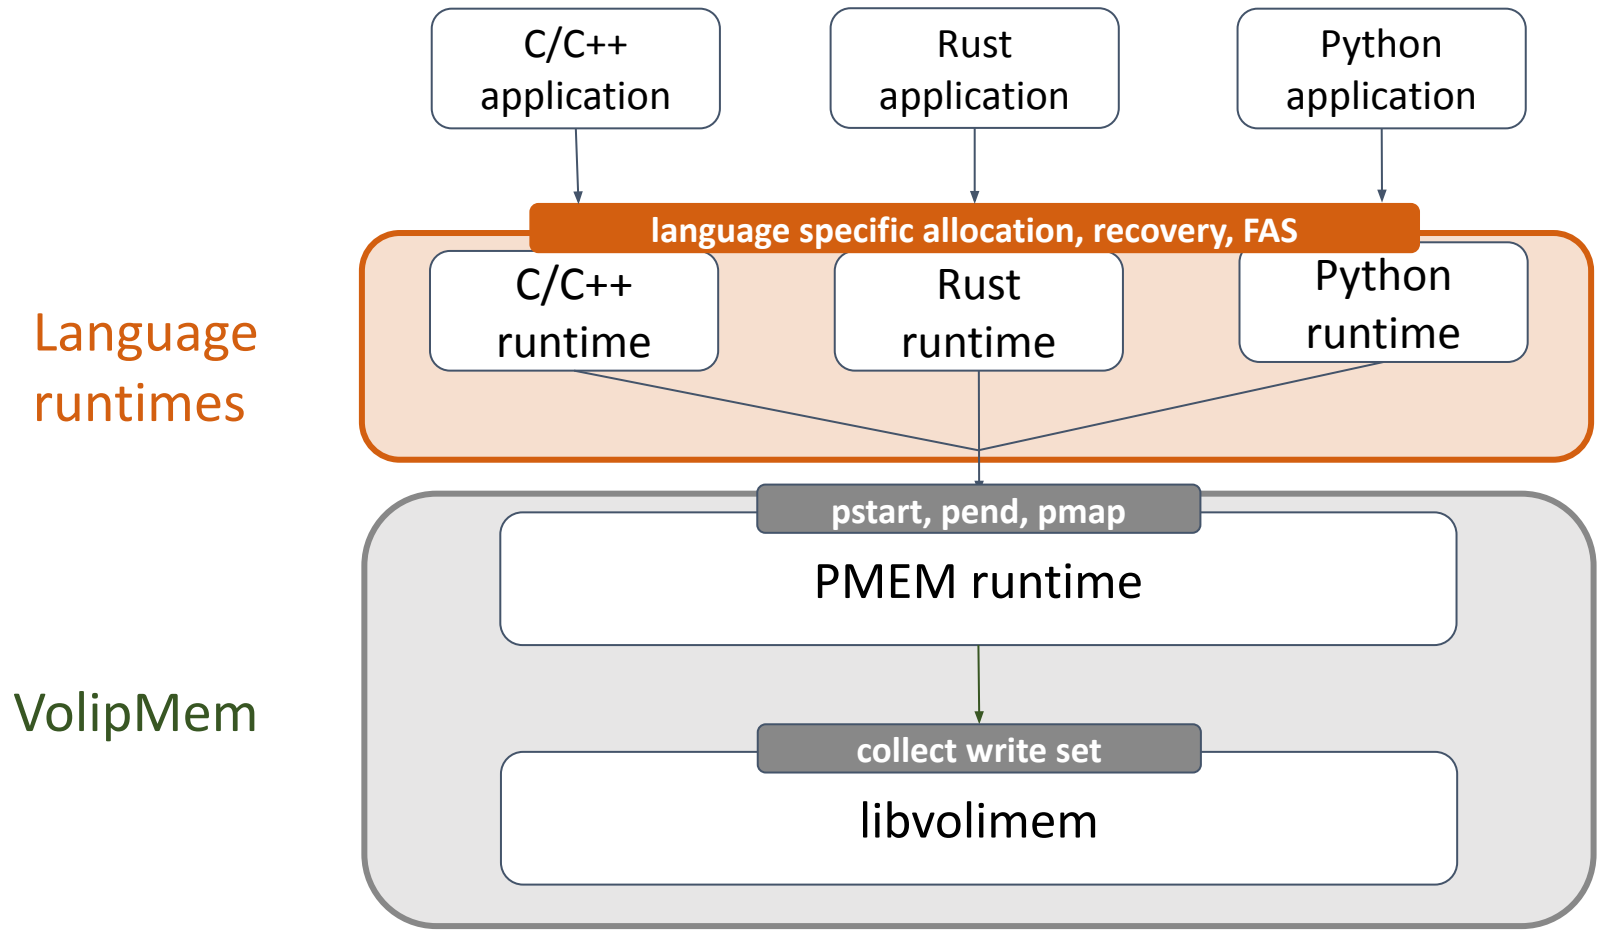 C/C++
application
Rust
application
Python
application
language specific allocation, recovery, FAS
C/C++
runtime
Rust
runtime
Python
runtime
Language
runtimes
pstart, pend, pmap
PMEM runtime
VolipMem
collect write set
libvolimem